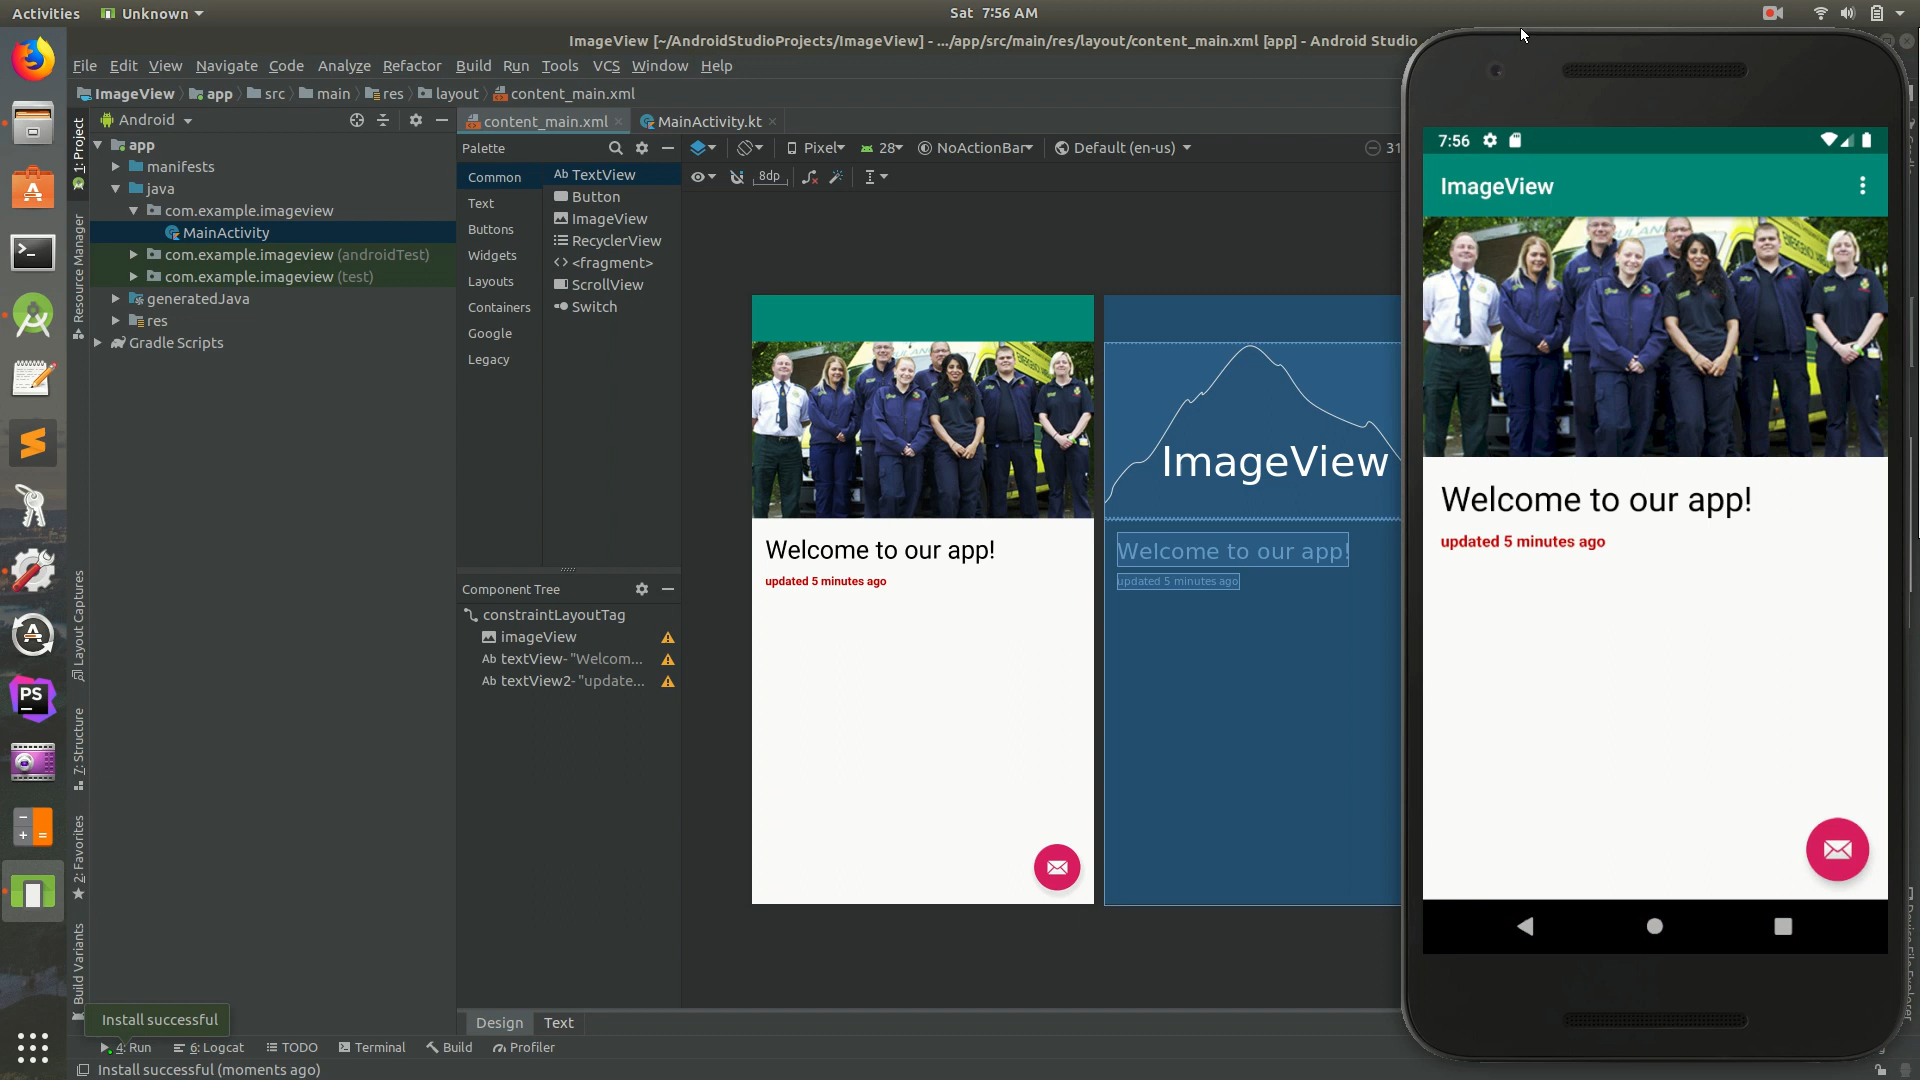 Activities Unknown Sat 7:56 AM
ImageView [~/AndroidStudioProjects/ImageView] - .../app/src/main/res/layout/content_main.xml [app] - Android Studio
File Edit View Navigate Code Analyze Refactor Build Run Tools VCS Window Help
ImageView app src main res layout content_main.xml
Android
content_main.xml MainActivity.kt
1: Project
Resource Manager
Layout Captures
7: Structure
2: Favorites
Build Variants
app
manifests
java
com.example.imageview
MainActivity
com.example.imageview (androidTest)
com.example.imageview (test)
generatedJava
res
Gradle Scripts
Palette
Common
Text
Buttons
Widgets
Layouts
Containers
Google
Legacy
Ab TextView
Button
ImageView
RecyclerView
<fragment>
ScrollView
Switch
Pixel 28 NoActionBar Default (en-us) 31
8dp
Component Tree
constraintLayoutTag
imageView
Ab textView- "Welcom...
Ab textView2- "update...
Welcome to our app!
updated 5 minutes ago
ImageView
Welcome to our app!
updated 5 minutes ago
7:56
ImageView
Welcome to our app!
updated 5 minutes ago
PS
Design Text
Install successful
4: Run 6: Logcat TODO Terminal Build Profiler
Install successful (moments ago)